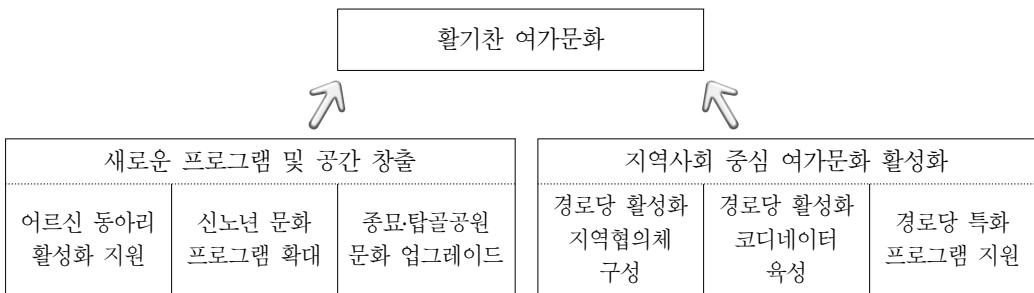 활기찬 여가문화
새로운 프로그램 및 공간 창출
어르신 동아리
활성화 지원
신노년 문화
프로그램 확대
종묘·탑골공원
문화 업그레이드
지역사회 중심 여가문화 활성화
경로당 활성화
지역협의체
구성
경로당 활성화
코디네이터
육성
경로당 특화
프로그램 지원